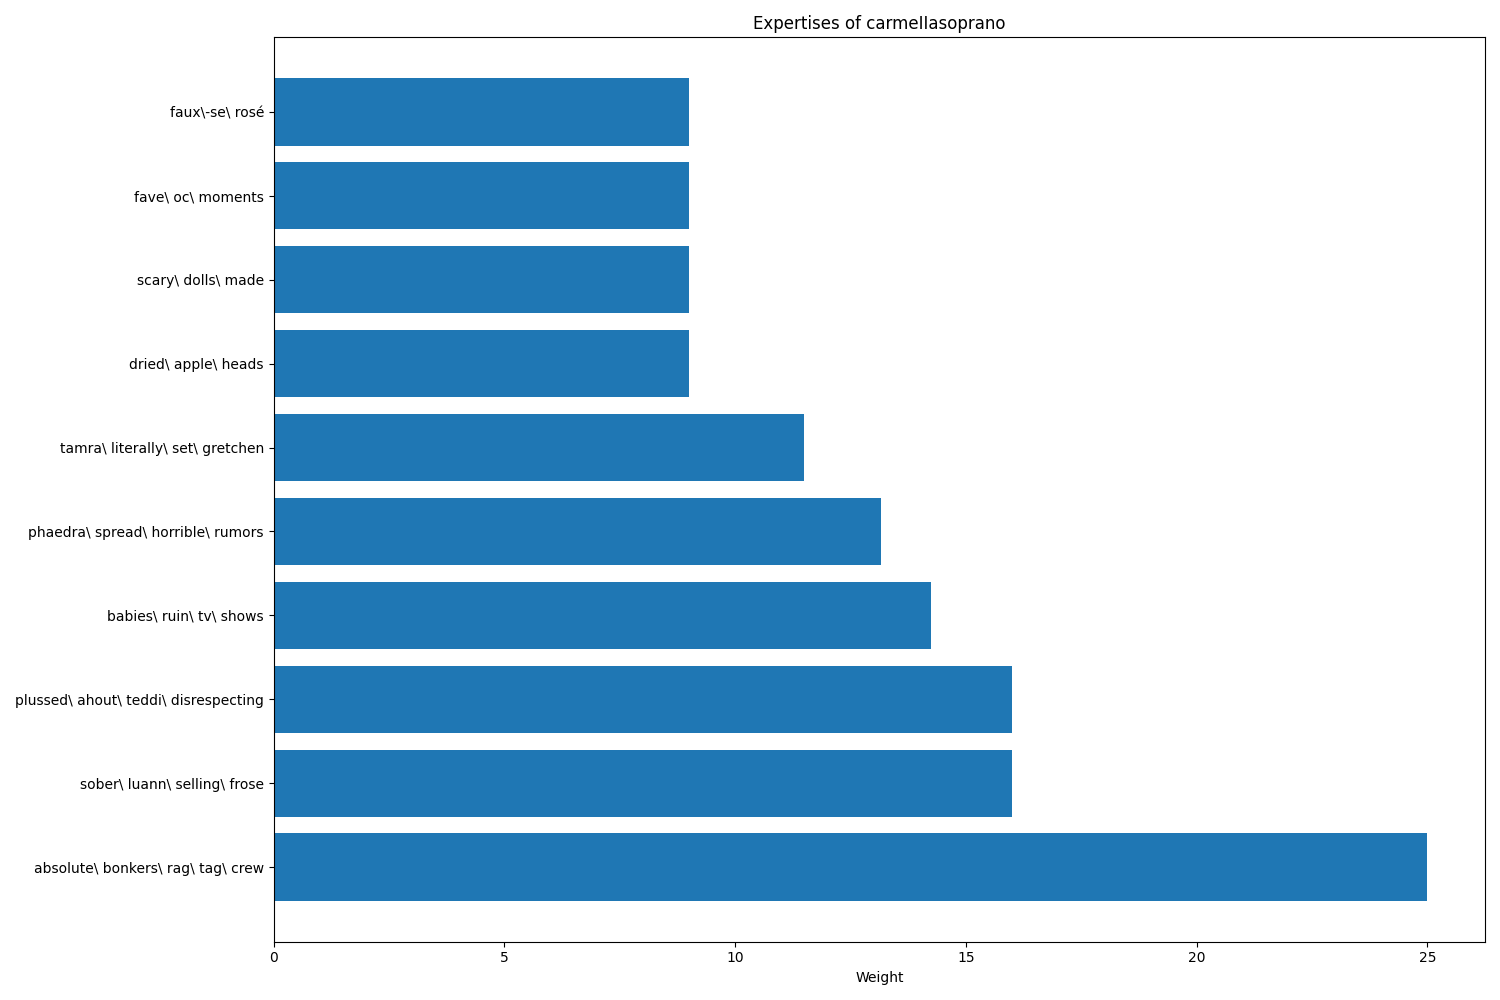 Expertises of carmellasoprano
faux\-se\ rosé
fave\ oc\ moments
scary\ dolls\ made
dried\ apple\ heads
tamra\ literally\ set\ gretchen
phaedra\ spread\ horrible\ rumors
babies\ ruin\ tv\ shows
plussed\ ahout\ teddi\ disrespecting
sober\ luann\ selling\ frose
absolute\ bonkers\ rag\ tag\ crew
0 5 10 15 20 25
Weight